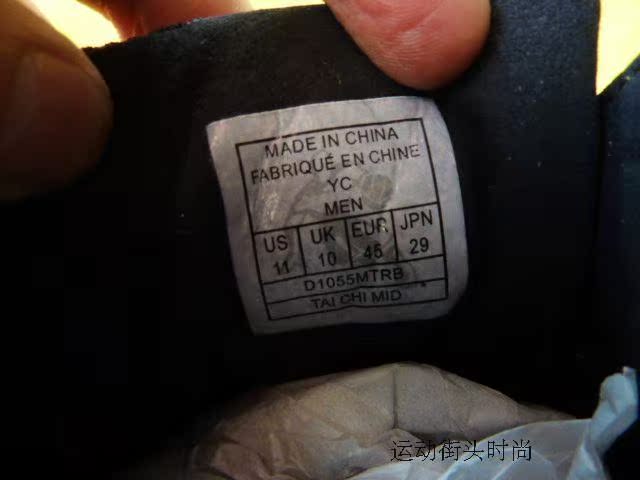 MADE IN CHINA
FABRIQUÉ EN CHINE
YC
MEN
US UK EUR JPN
11 10 45 29
D1055MTRB
TAI CHI MID
运动街头时尚